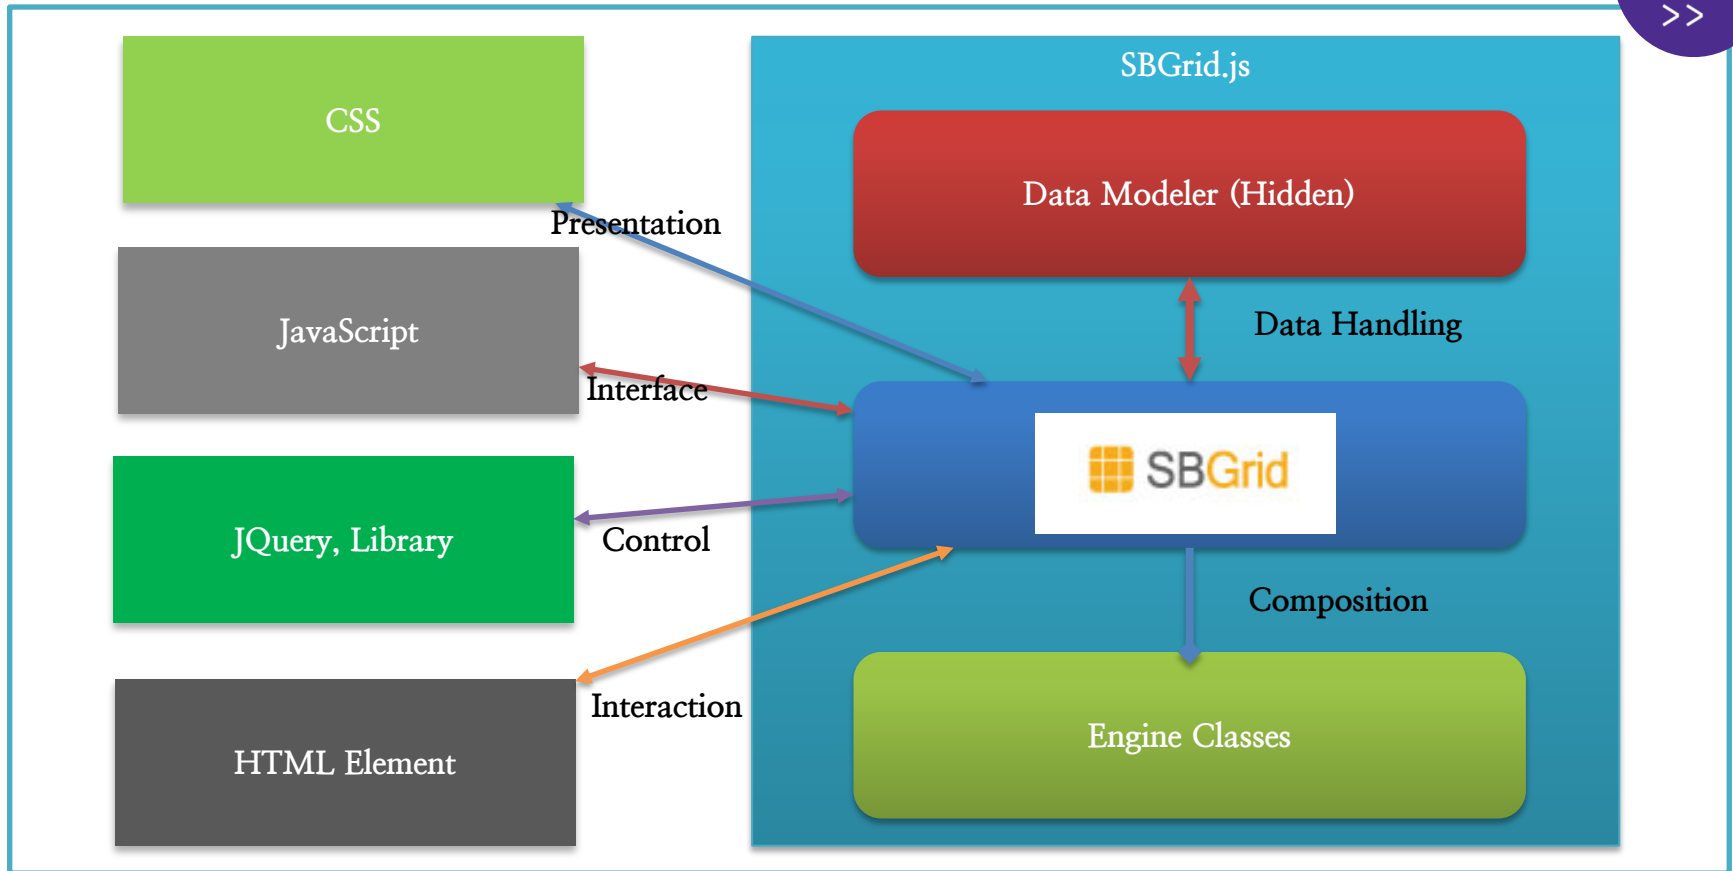 >>
SBGrid.js
CSS
Data Modeler (Hidden)
Presentation
JavaScript
Data Handling
Interface
SBGrid
JQuery, Library
Control
Composition
Interaction
HTML Element
Engine Classes